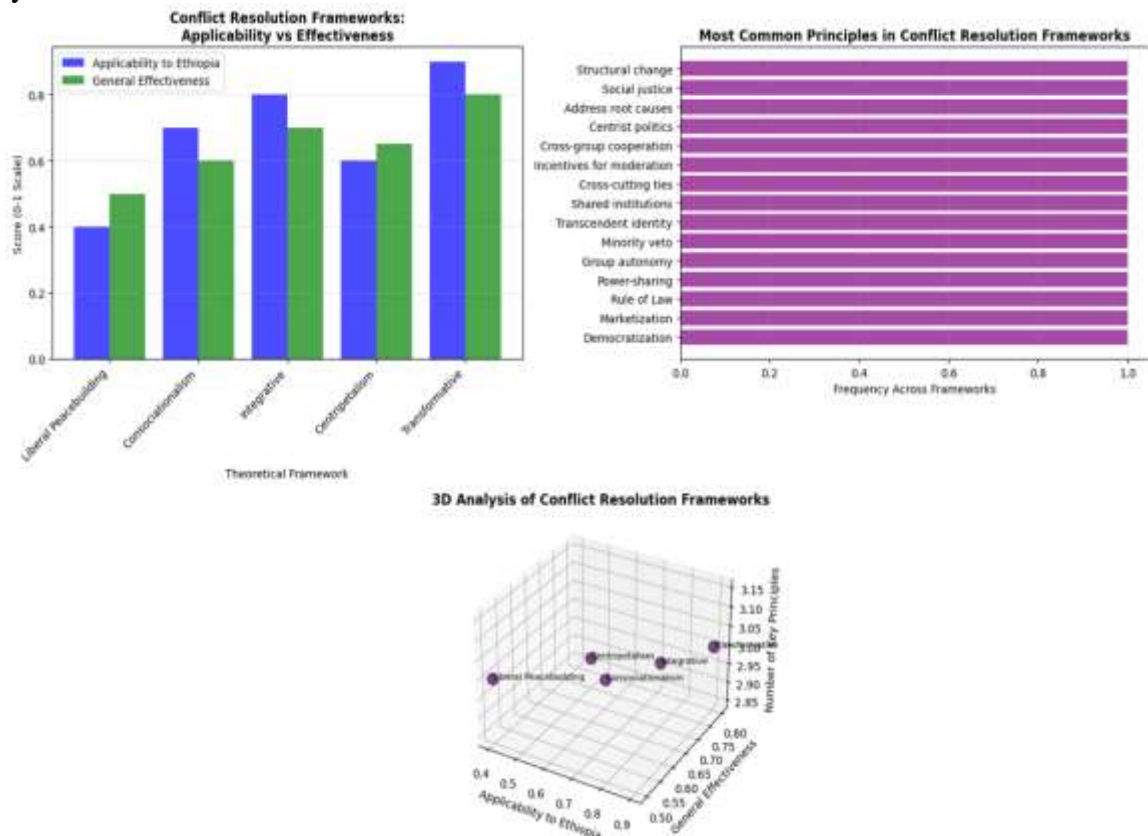 Conflict Resolution Frameworks:
Applicability vs Effectiveness
Applicability to Ethiopia
General Effectiveness
Score (0-1 Scale)
0.8
0.6
0.4
0.2
0.0
Liberal Peacebuilding
Consociationalism
Integrative
Centripetalism
Transformative
Theoretical Framework
Most Common Principles in Conflict Resolution Frameworks
Structural change
Social justice
Address root causes
Centrist politics
Cross-group cooperation
Incentives for moderation
Cross-cutting ties
Shared institutions
Transcendent identity
Minority veto
Group autonomy
Power-sharing
Rule of Law
Marketization
Democratization
0.0 0.2 0.4 0.6 0.8 1.0
Frequency Across Frameworks
3D Analysis of Conflict Resolution Frameworks
3.15
3.10
3.05
3.00
2.95
2.90
2.85
Number of Key Principles
Transformative
Centripetalism
Integrative
Liberal Peacebuilding
Consociationalism
0.80
0.75
0.70
0.65
0.60
0.55
0.50
General Effectiveness
0.4 0.5 0.6 0.7 0.8 0.9
Applicability to Ethiopia